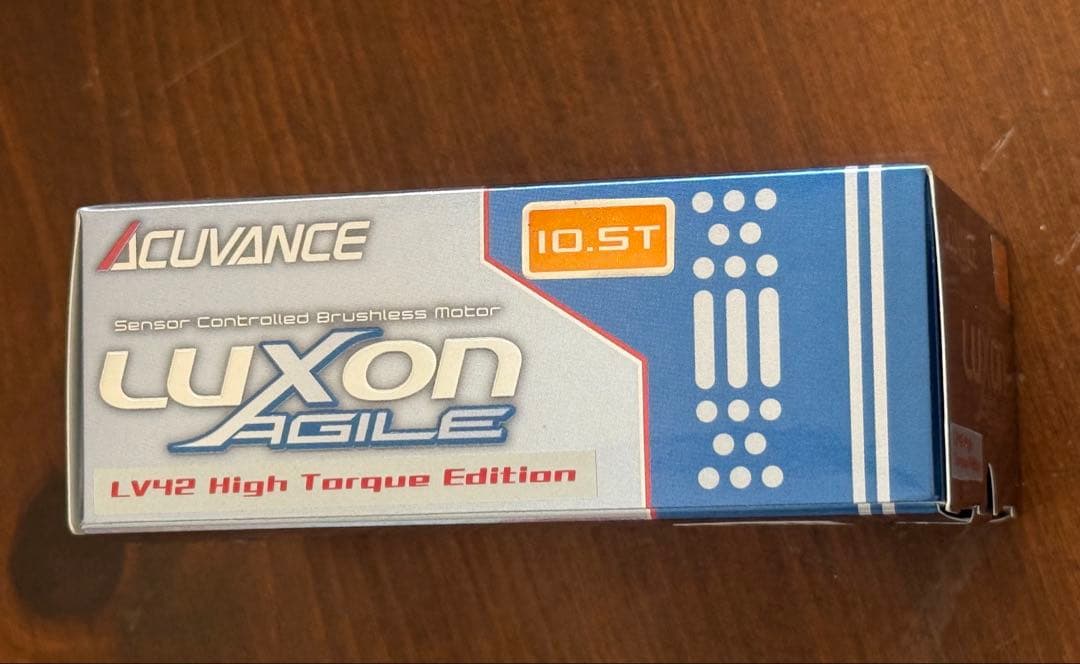 ACUVANCE
10.5T
Sensor Controlled Brushless Motor
LUXON
AGILE
LV42 High Torque Edition